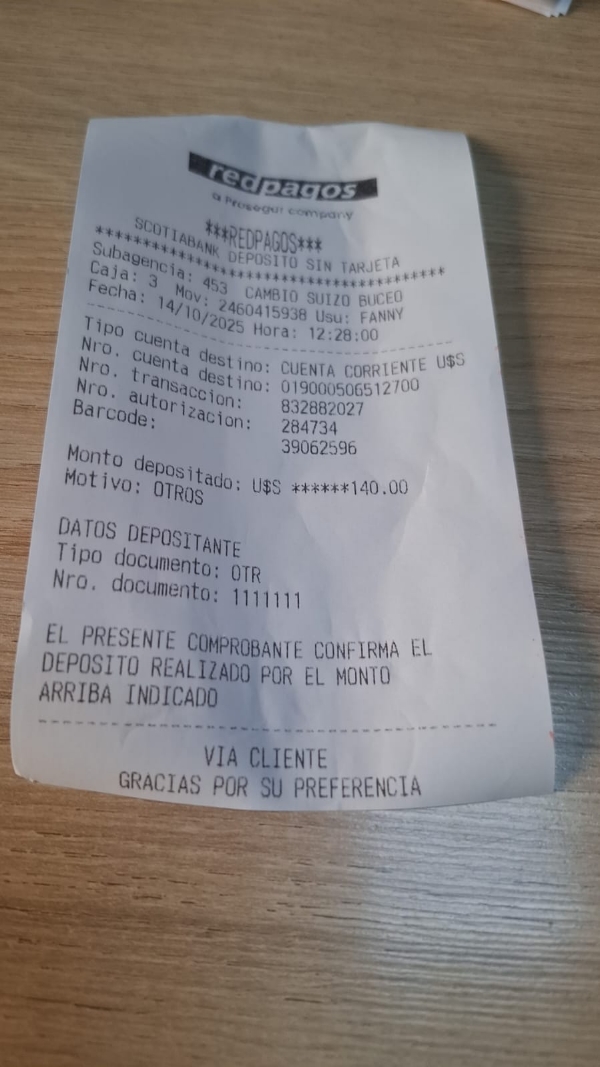 redpagos
a Prosegur company
***REDPAGOS***
SCOTIABANK DEPOSITO SIN TARJETA
****************************************
Subagencia: 453 CAMBIO SUIZO BUCEO
Caja: 3 Mov: 2460415938 Usu: FANNY
Fecha: 14/10/2025 Hora: 12:28:00
Tipo cuenta destino: CUENTA CORRIENTE U$S
Nro. cuenta destino: 019000506512700
Nro. transaccion: 832882027
Nro. autorizacion: 284734
Barcode: 39062596
Monto depositado: U$S ******140.00
Motivo: OTROS
DATOS DEPOSITANTE
Tipo documento: OTR
Nro. documento: 1111111
EL PRESENTE COMPROBANTE CONFIRMA EL
DEPOSITO REALIZADO POR EL MONTO
ARRIBA INDICADO
VIA CLIENTE
GRACIAS POR SU PREFERENCIA